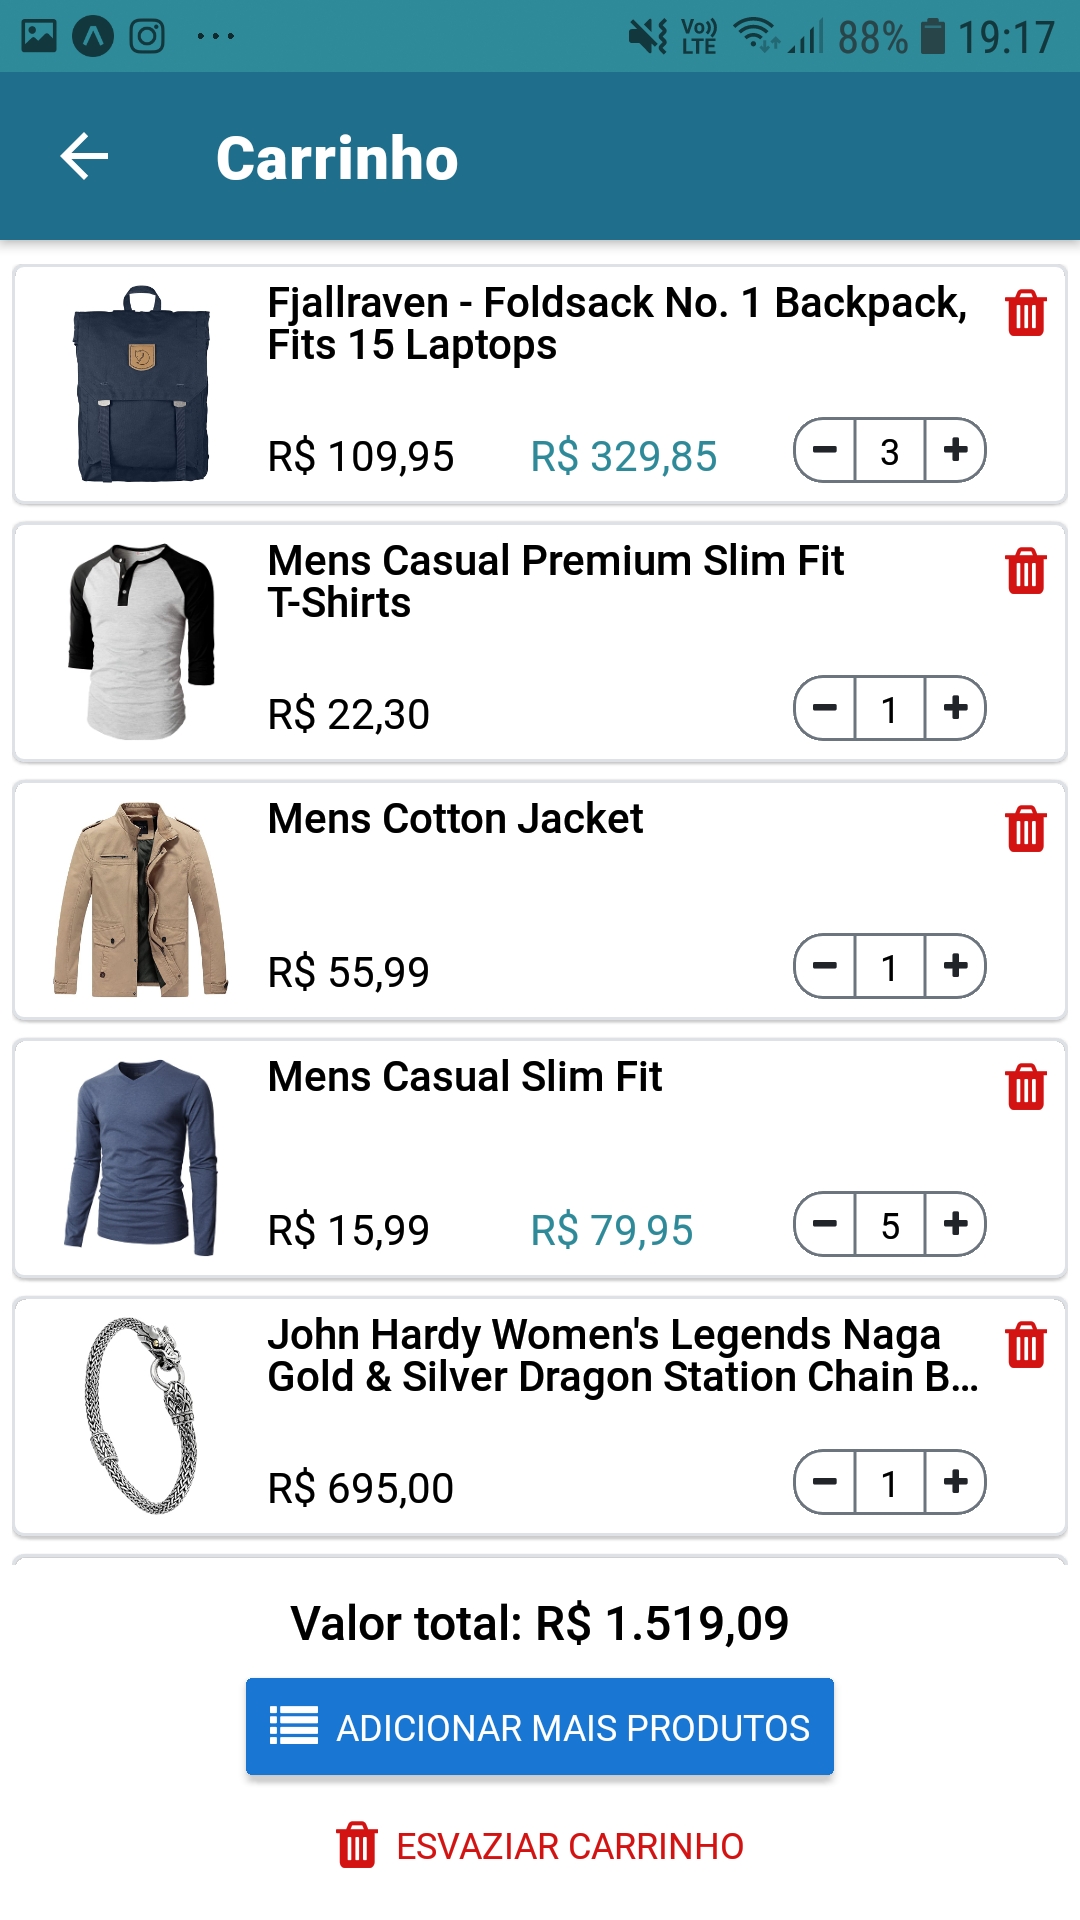 Vo)) LTE 88% 19:17
Carrinho
Fjallraven - Foldsack No. 1 Backpack,
Fits 15 Laptops
R$ 109,95 R$ 329,85 3
Mens Casual Premium Slim Fit
T-Shirts
R$ 22,30 1
Mens Cotton Jacket
R$ 55,99 1
Mens Casual Slim Fit
R$ 15,99 R$ 79,95 5
John Hardy Women's Legends Naga
Gold & Silver Dragon Station Chain B...
R$ 695,00 1
Valor total: R$ 1.519,09
ADICIONAR MAIS PRODUTOS
ESVAZIAR CARRINHO